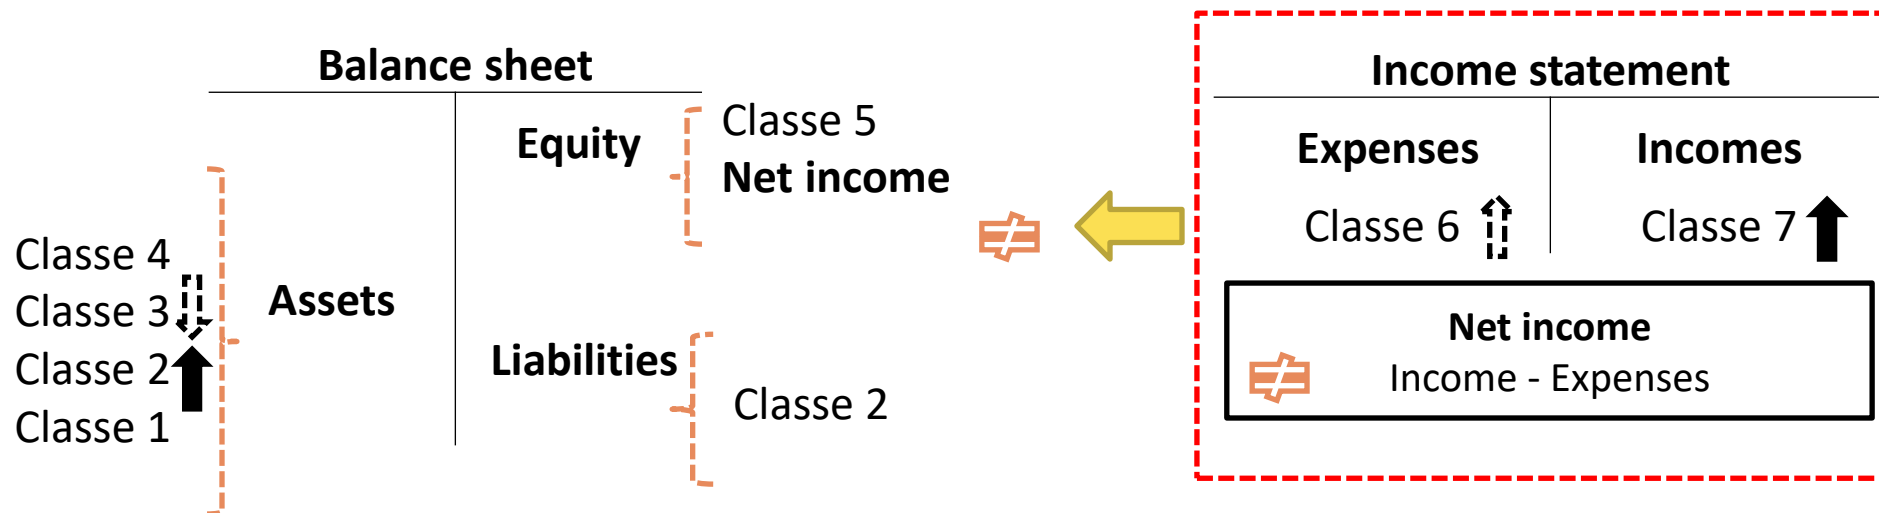 Balance sheet
Equity
Classe 5
Net income
Classe 4
Classe 3
Classe 2
Classe 1
Assets
Liabilities
Classe 2
Income statement
Expenses
Incomes
Classe 6
Classe 7
Net income
Income - Expenses